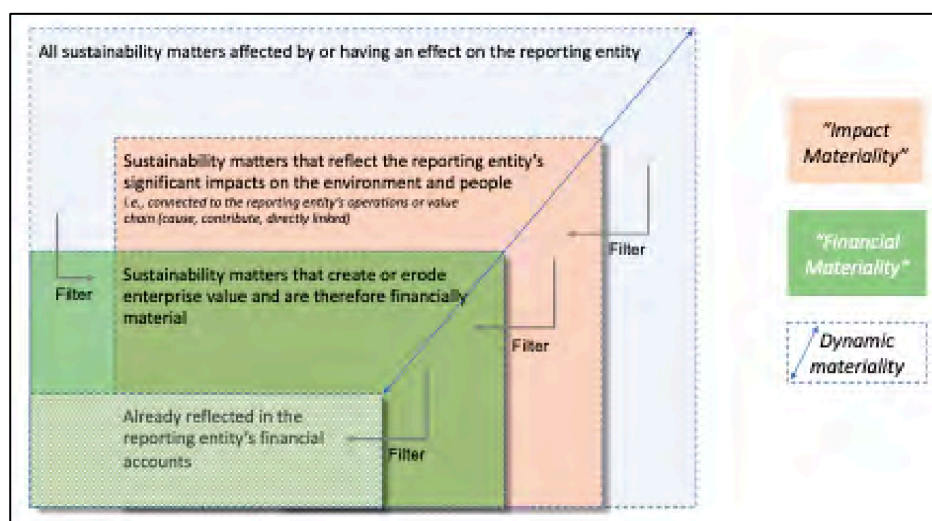 All sustainability matters affected by or having an effect on the reporting entity
Sustainability matters that reflect the reporting entity's
significant impacts on the environment and people
i.e., connected to the reporting entity's operations or value
chain (cause, contribute, directly linked)
Filter
Filter
Sustainability matters that create or erode
enterprise value and are therefore financially
material
Filter
Already reflected in the
reporting entity's financial
accounts
Filter
"Impact
Materiality"
"Financial
Materiality"
Dynamic
materiality